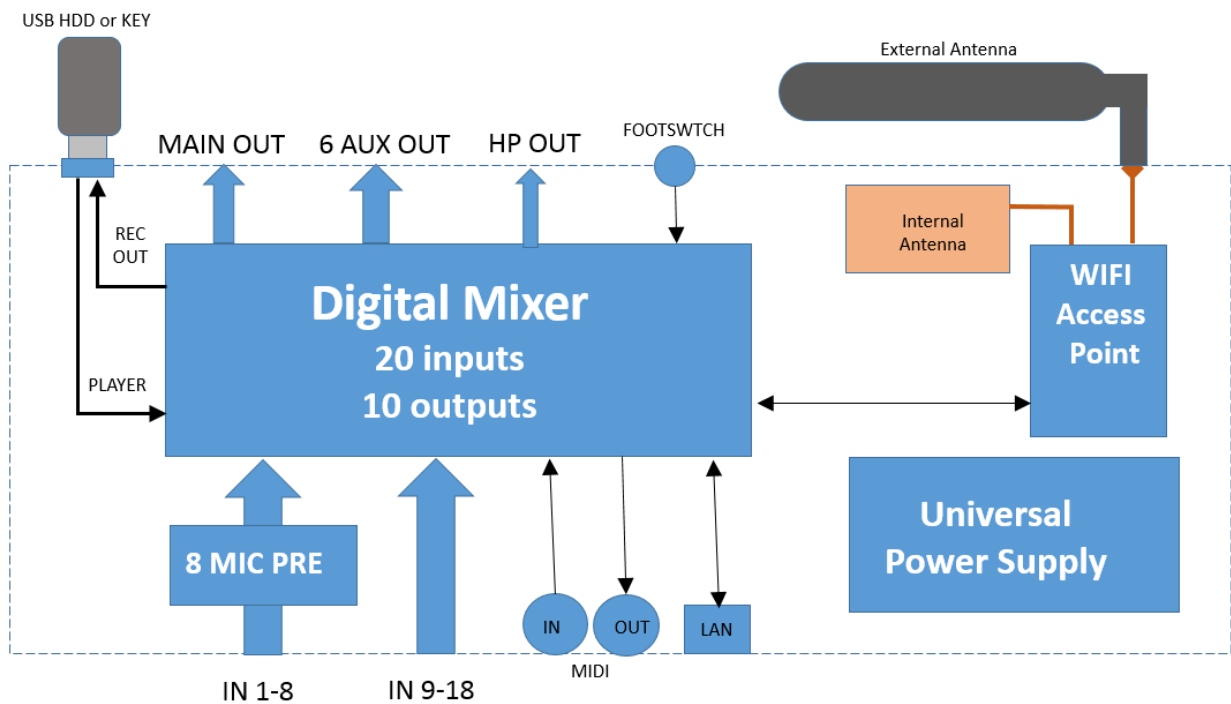 USB HDD or KEY
External Antenna
MAIN OUT
6 AUX OUT
HP OUT
FOOTSWTCH
REC
OUT
Internal
Antenna
Digital Mixer
20 inputs
10 outputs
WIFI
Access
Point
PLAYER
8 MIC PRE
Universal
Power Supply
IN
OUT
LAN
MIDI
IN 1-8
IN 9-18